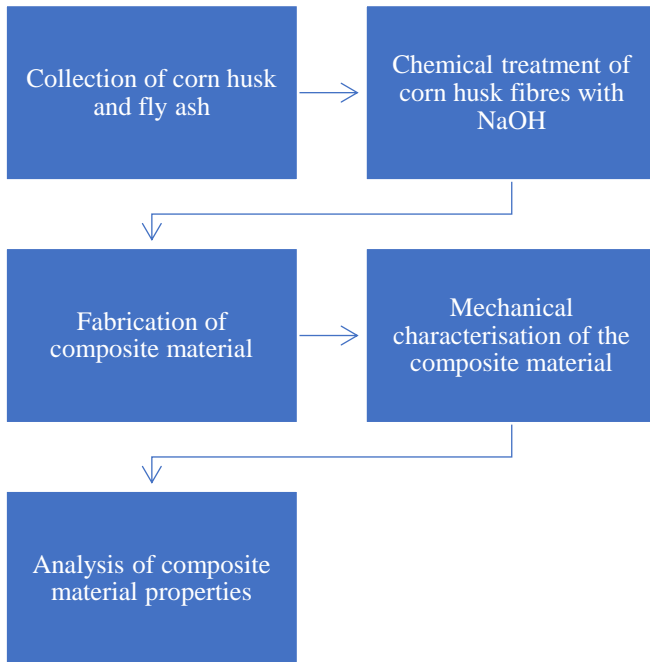 Collection of corn husk
and fly ash
Chemical treatment of
corn husk fibres with
NaOH
Fabrication of
composite material
Mechanical
characterisation of the
composite material
Analysis of composite
material properties